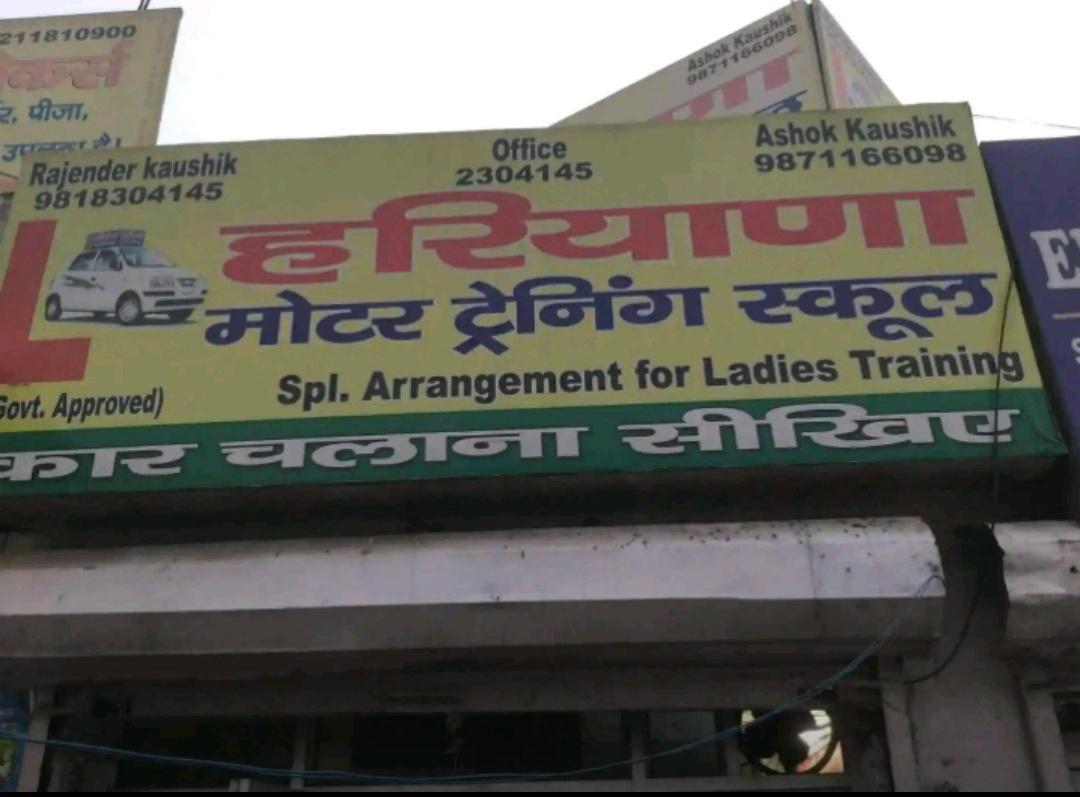 211810900
पीजा,
Ashok Kaushik
9871166098
Rajender kaushik
9818304145
Office
2304145
Ashok Kaushik
9871166098
L
हरियाणा
मोटर ट्रेनिंग स्कूल
Spl. Arrangement for Ladies Training
Govt. Approved)
कार चलाना सीखिए